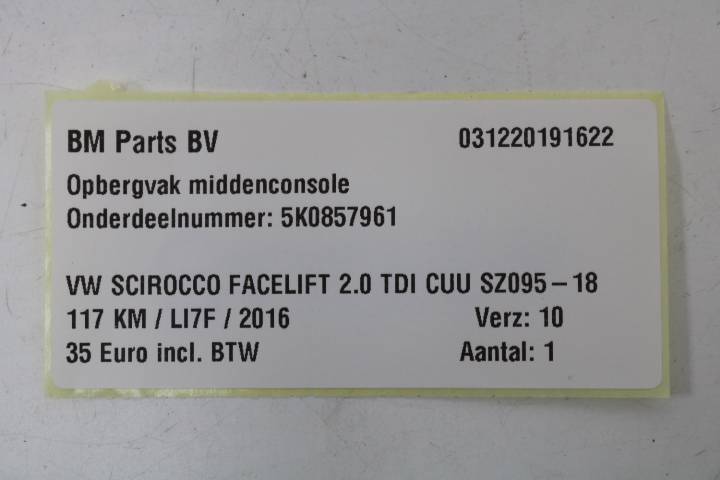 BM Parts BV 031220191622
Opbergvak middenconsole
Onderdeelnummer: 5K0857961
VW SCIROCCO FACELIFT 2.0 TDI CUU SZ095-18
117 KM / LI7F / 2016 Verz: 10
35 Euro incl. BTW Aantal: 1